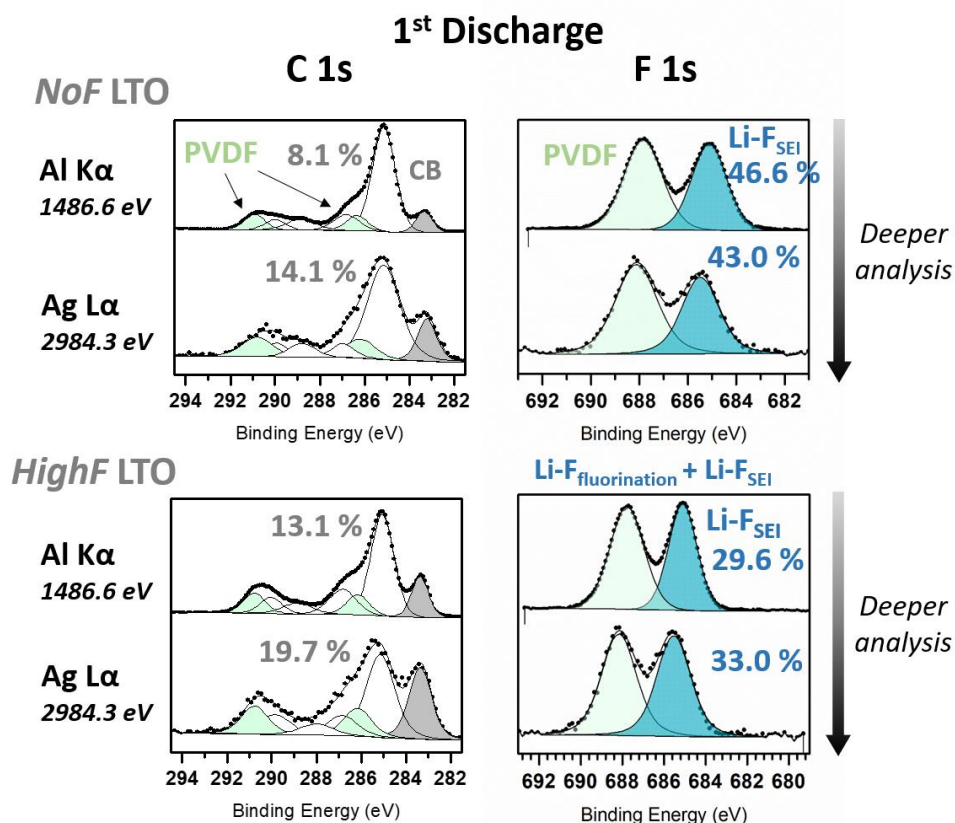 1st Discharge
C 1s
F 1s
NoF LTO
Al Kα
1486.6 eV
PVDF
8.1 %
CB
PVDF
Li-FSEI
46.6 %
Ag Lα
2984.3 eV
14.1 %
43.0 %
Deeper
analysis
294 292 290 288 286 284 282
Binding Energy (eV)
692 690 688 686 684 682
Binding Energy (eV)
HighF LTO
Li-Ffluorination + Li-FSEI
Al Kα
1486.6 eV
13.1 %
Li-FSEI
29.6 %
Ag Lα
2984.3 eV
19.7 %
33.0 %
Deeper
analysis
294 292 290 288 286 284 282
Binding Energy (eV)
692 690 688 686 684 682 680
Binding Energy (eV)